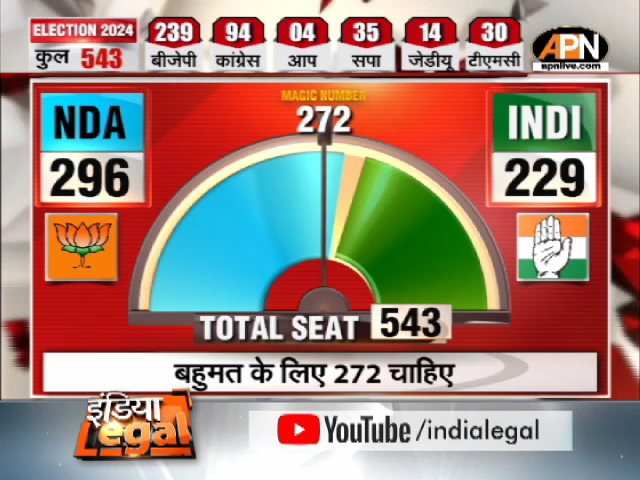 ELECTION 2024
कुल 543
239 94 04 35 14 30
बीजेपी कांग्रेस आप सपा जेडीयू टीएमसी
APN
apnlive.com
MAGIC NUMBER
272
NDA
296
INDI
229
TOTAL SEAT 543
बहुमत के लिए 272 चाहिए
इंडिया
Legal
YouTube /indialegal